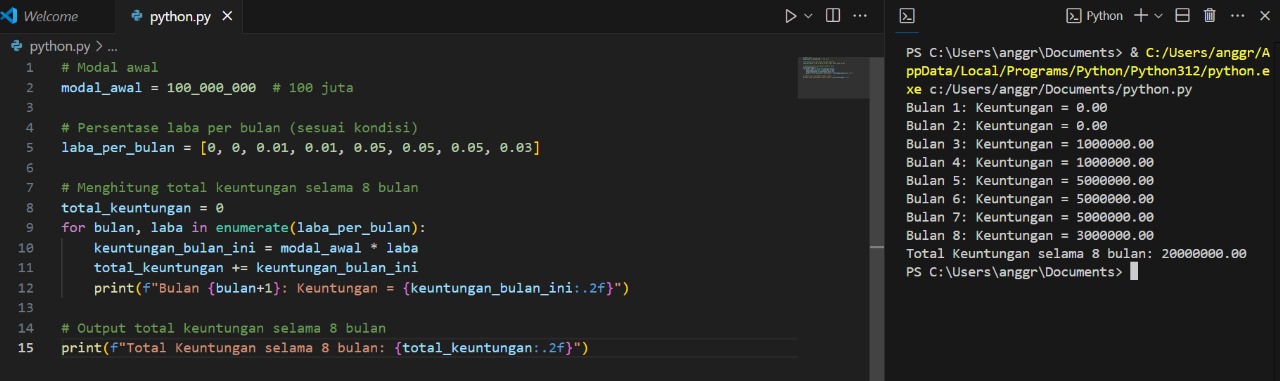 Welcome
python.py
python.py > ...
1 # Modal awal
2 modal_awal = 100_000_000  # 100 juta
3
4 # Persentase laba per bulan (sesuai kondisi)
5 laba_per_bulan = [0, 0, 0.01, 0.01, 0.05, 0.05, 0.05, 0.03]
6
7 # Menghitung total keuntungan selama 8 bulan
8 total_keuntungan = 0
9 for bulan, laba in enumerate(laba_per_bulan):
10     keuntungan_bulan_ini = modal_awal * laba
11     total_keuntungan += keuntungan_bulan_ini
12     print(f"Bulan {bulan+1}: Keuntungan = {keuntungan_bulan_ini:.2f}")
13
14 # Output total keuntungan selama 8 bulan
15 print(f"Total Keuntungan selama 8 bulan: {total_keuntungan:.2f}")
Python
PS C:\Users\anggr\Documents> & C:/Users/anggr/A
ppData/Local/Programs/Python/Python312/python.e
xe c:/Users/anggr/Documents/python.py
Bulan 1: Keuntungan = 0.00
Bulan 2: Keuntungan = 0.00
Bulan 3: Keuntungan = 1000000.00
Bulan 4: Keuntungan = 1000000.00
Bulan 5: Keuntungan = 5000000.00
Bulan 6: Keuntungan = 5000000.00
Bulan 7: Keuntungan = 5000000.00
Bulan 8: Keuntungan = 3000000.00
Total Keuntungan selama 8 bulan: 20000000.00
PS C:\Users\anggr\Documents>